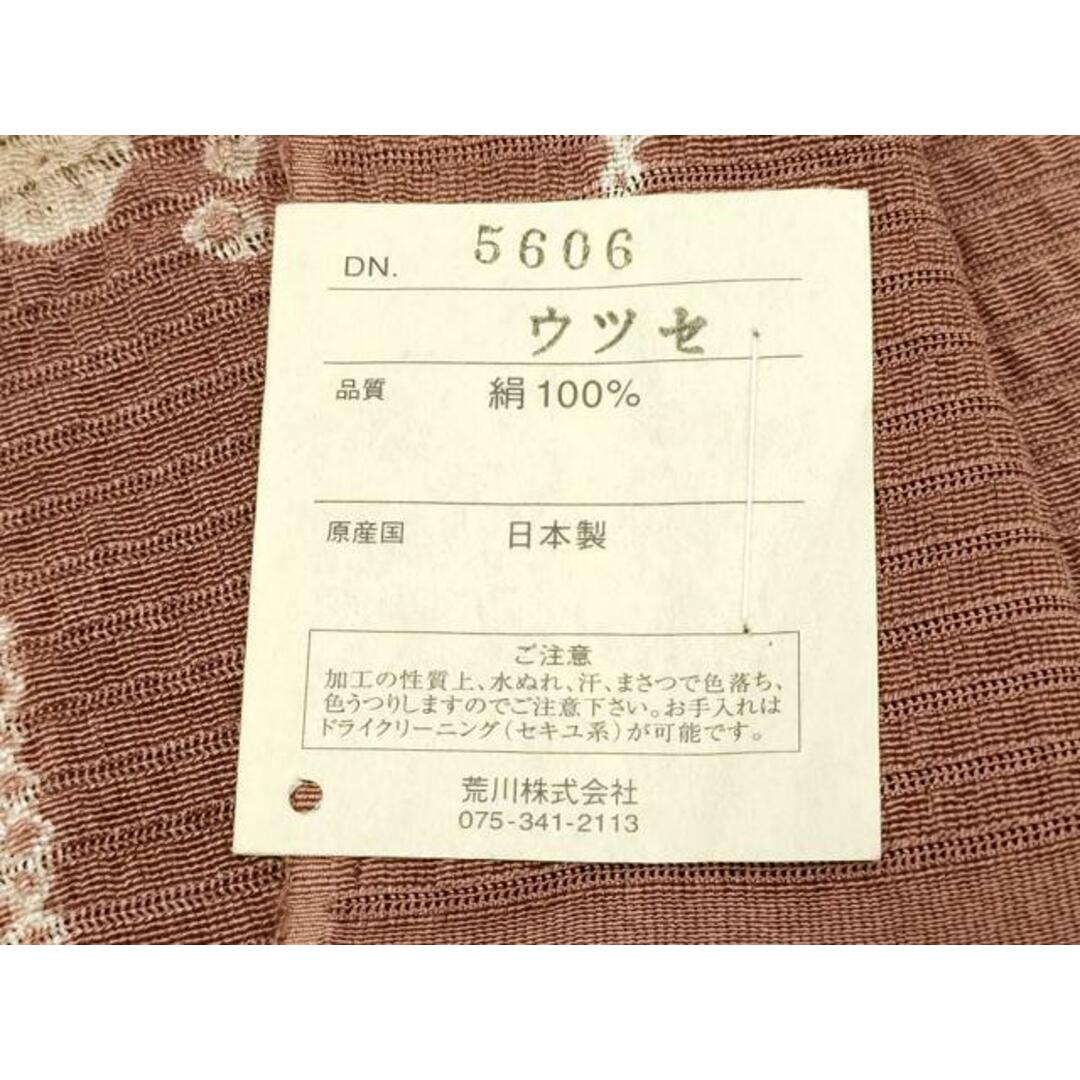 DN. 5606
ウツセ
品質 絹100%
原産国 日本製
ご注意
加工の性質上、水ぬれ、汗、まさつで色落ち、
色うつりしますのでご注意下さい。お手入れは
ドライクリーニング(セキユ系)が可能です。
荒川株式会社
075-341-2113